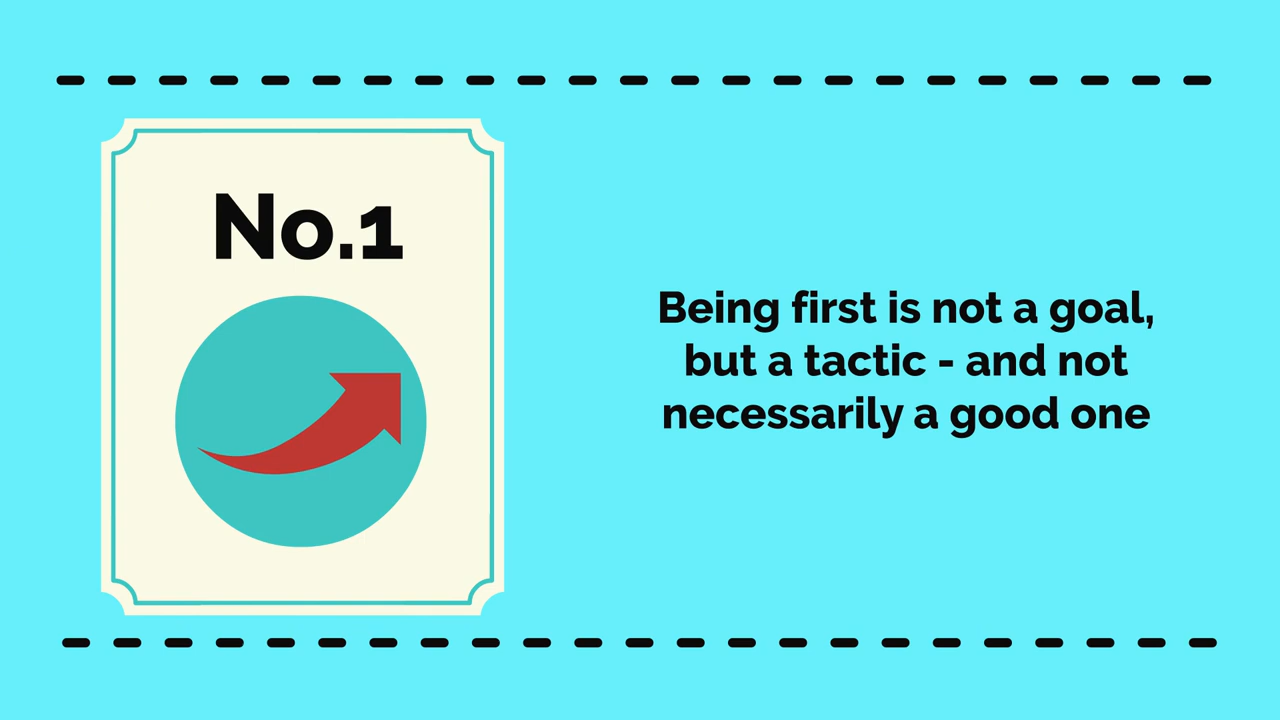 No.1
Being first is not a goal,
but a tactic - and not
necessarily a good one